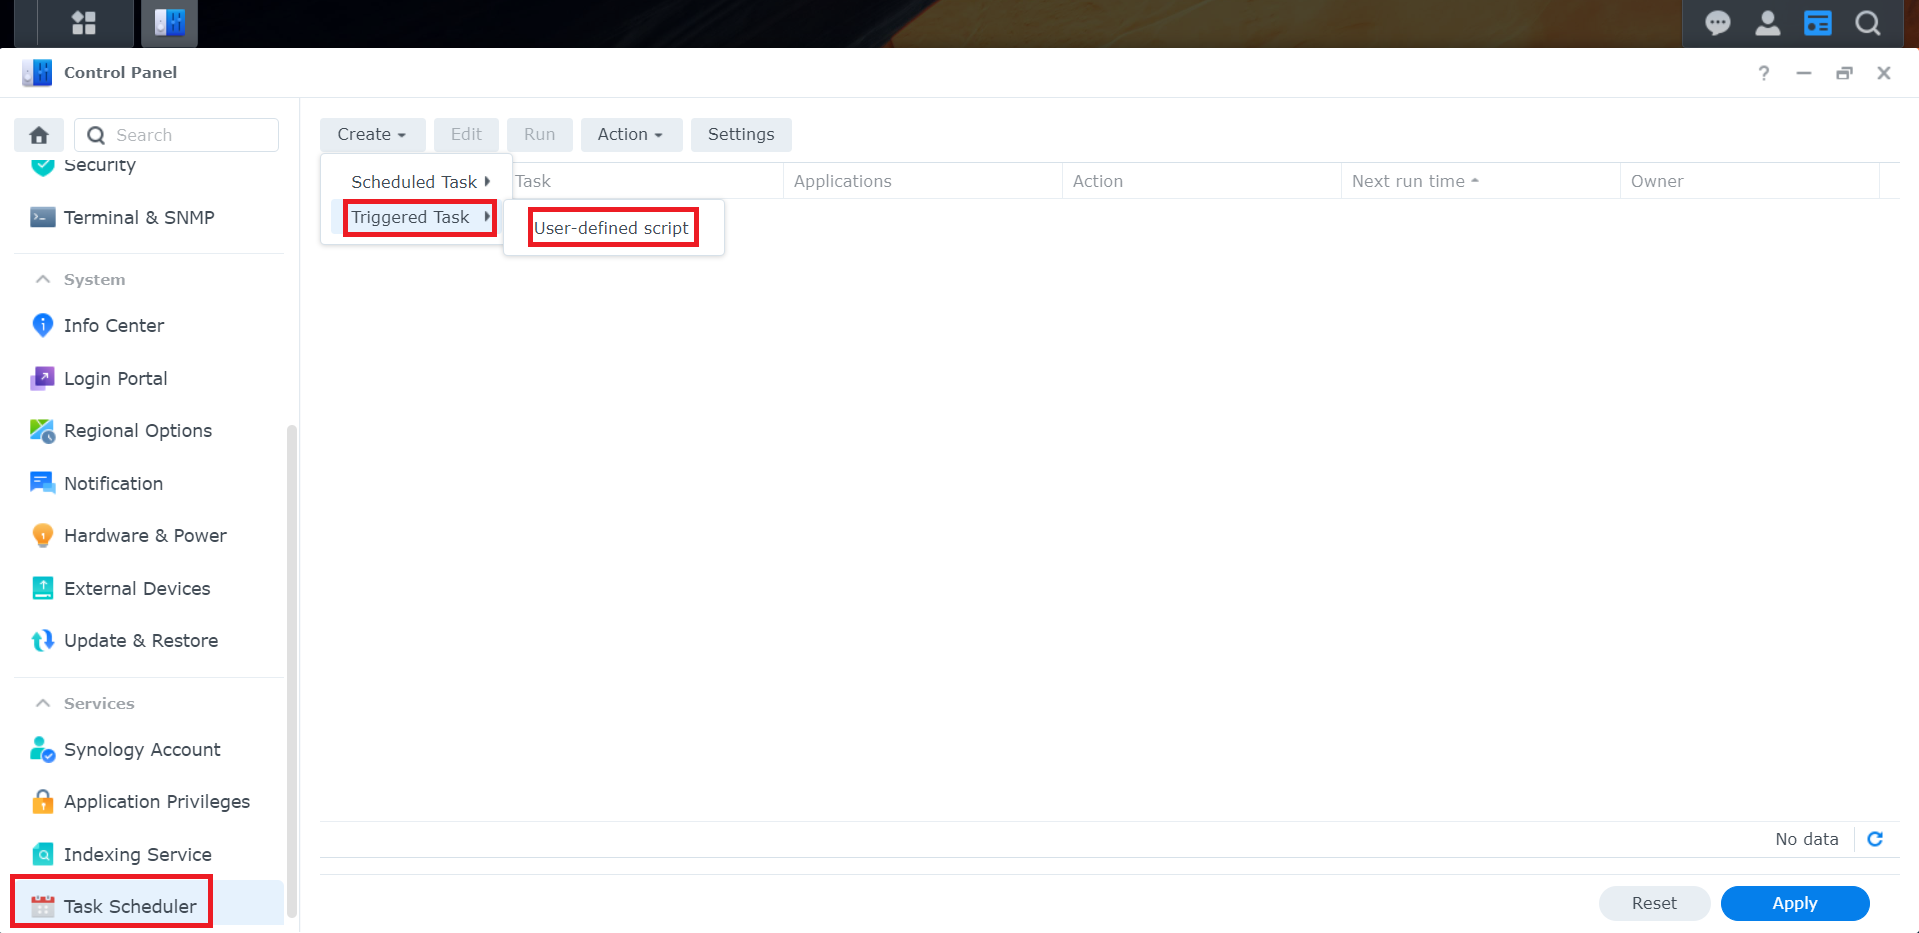 Control Panel
?
Search
Security
Terminal & SNMP
System
Info Center
Login Portal
Regional Options
Notification
Hardware & Power
External Devices
Update & Restore
Services
Synology Account
Application Privileges
Indexing Service
Task Scheduler
Create Edit Run Action Settings
Task Applications Action Next run time Owner
Scheduled Task
Triggered Task
User-defined script
No data
Reset Apply